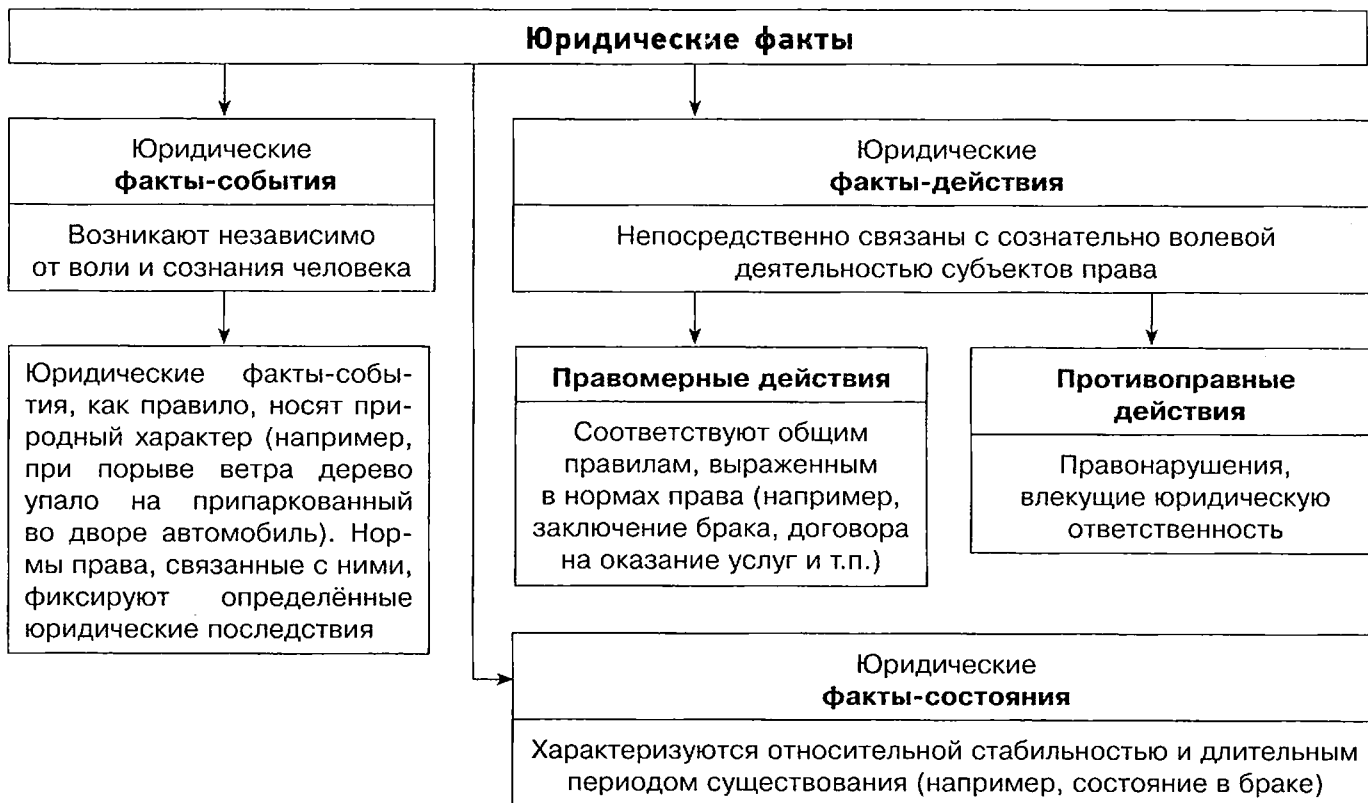 Юридические факты
Юридические
факты-события
Возникают независимо
от воли и сознания человека
Юридические факты-собы-
тия, как правило, носят при-
родный характер (например,
при порыве ветра дерево
упало на припаркованный
во дворе автомобиль). Нор-
мы права, связанные с ними,
фиксируют определённые
юридические последствия
Юридические
факты-действия
Непосредственно связаны с сознательно волевой
деятельностью субъектов права
Правомерные действия
Соответствуют общим
правилам, выраженным
в нормах права (например,
заключение брака, договора
на оказание услуг и т.п.)
Противоправные
действия
Правонарушения,
влекущие юридическую
ответственность
Юридические
факты-состояния
Характеризуются относительной стабильностью и длительным
периодом существования (например, состояние в браке)